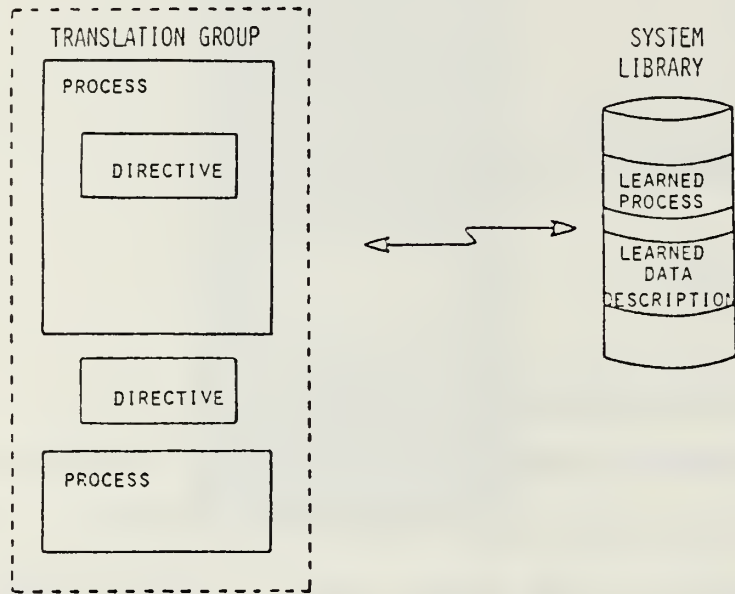 TRANSLATION GROUP
PROCESS
DIRECTIVE
DIRECTIVE
PROCESS
SYSTEM
LIBRARY
LEARNED
PROCESS
LEARNED
DATA
DESCRIPTION